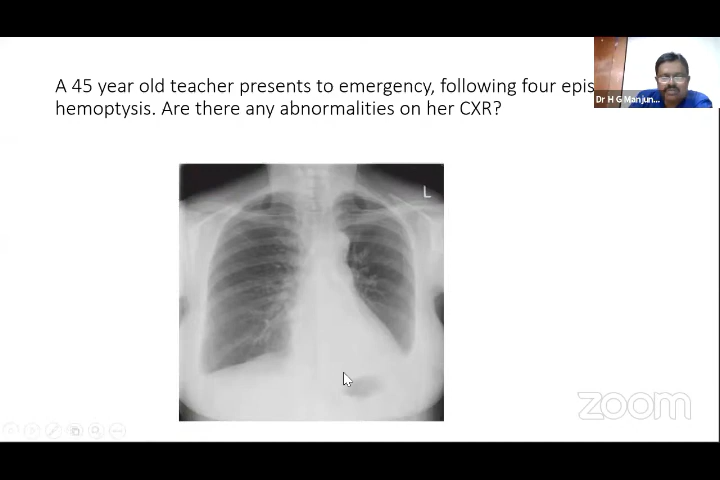 A 45 year old teacher presents to emergency, following four epis
hemoptysis. Are there any abnormalities on her CXR?
Dr H G Manjun...
L
zoom